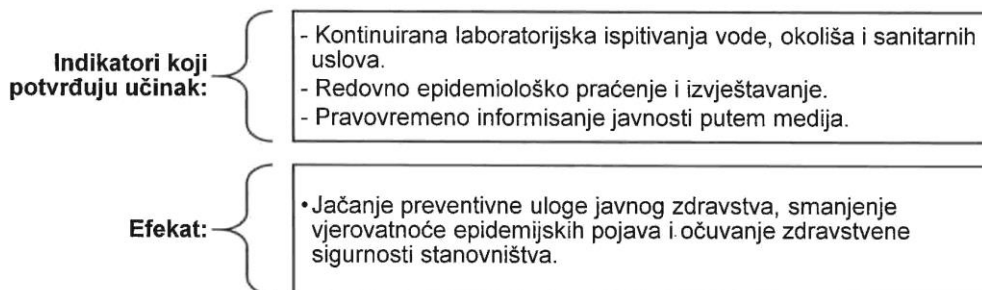 Indikatori koji
potvrđuju učinak:
- Kontinuirana laboratorijska ispitivanja vode, okoliša i sanitarnih
uslova.
- Redovno epidemiološko praćenje i izvještavanje.
- Pravovremeno informisanje javnosti putem medija.
Efekat:
•Jačanje preventivne uloge javnog zdravstva, smanjenje
vjerovatnoće epidemijskih pojava i očuvanje zdravstvene
sigurnosti stanovništva.